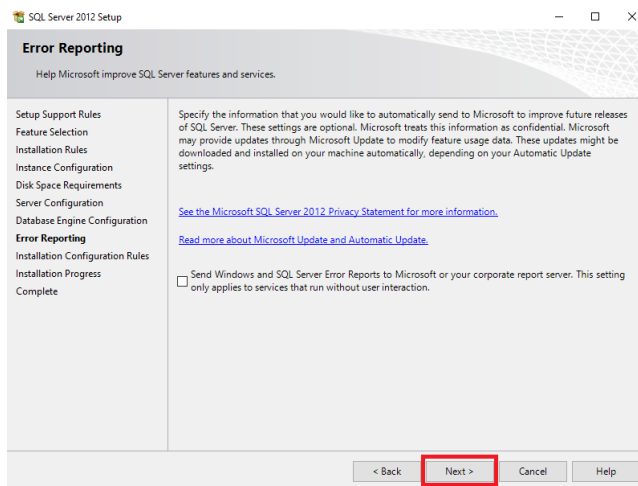 SQL Server 2012 Setup
Error Reporting
Help Microsoft improve SQL Server features and services.
Setup Support Rules
Feature Selection
Installation Rules
Instance Configuration
Disk Space Requirements
Server Configuration
Database Engine Configuration
Error Reporting
Installation Configuration Rules
Installation Progress
Complete
Specify the information that you would like to automatically send to Microsoft to improve future releases
of SQL Server. These settings are optional. Microsoft treats this information as confidential. Microsoft
may provide updates through Microsoft Update to modify feature usage data. These updates might be
downloaded and installed on your machine automatically, depending on your Automatic Update
settings.
See the Microsoft SQL Server 2012 Privacy Statement for more information.
Read more about Microsoft Update and Automatic Update.
Send Windows and SQL Server Error Reports to Microsoft or your corporate report server. This setting
only applies to services that run without user interaction.
< Back
Next >
Cancel
Help